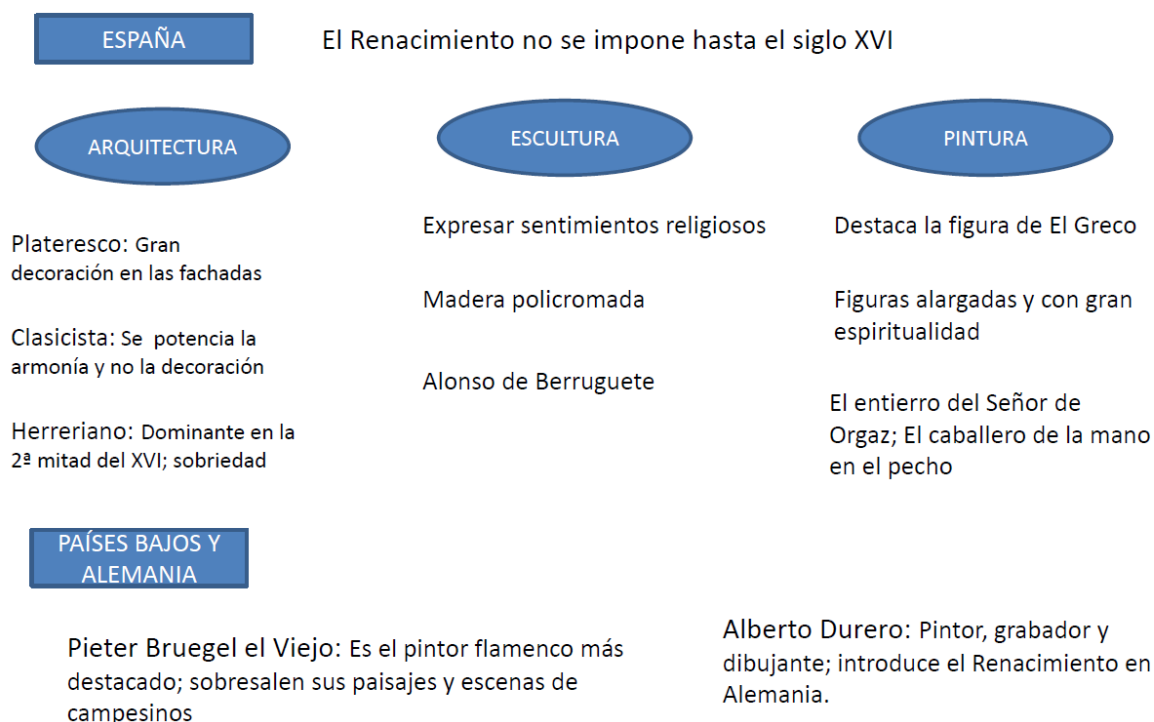 ESPAÑA
El Renacimiento no se impone hasta el siglo XVI
ARQUITECTURA
Plateresco: Gran
decoración en las fachadas
Clasicista: Se potencia la
armonía y no la decoración
Herreriano: Dominante en la
2ª mitad del XVI; sobriedad
ESCULTURA
Expresar sentimientos religiosos
Madera policromada
Alonso de Berruguete
PINTURA
Destaca la figura de El Greco
Figuras alargadas y con gran
espiritualidad
El entierro del Señor de
Orgaz; El caballero de la mano
en el pecho
PAÍSES BAJOS Y
ALEMANIA
Pieter Bruegel el Viejo: Es el pintor flamenco más
destacado; sobresalen sus paisajes y escenas de
campesinos
Alberto Durero: Pintor, grabador y
dibujante; introduce el Renacimiento en
Alemania.